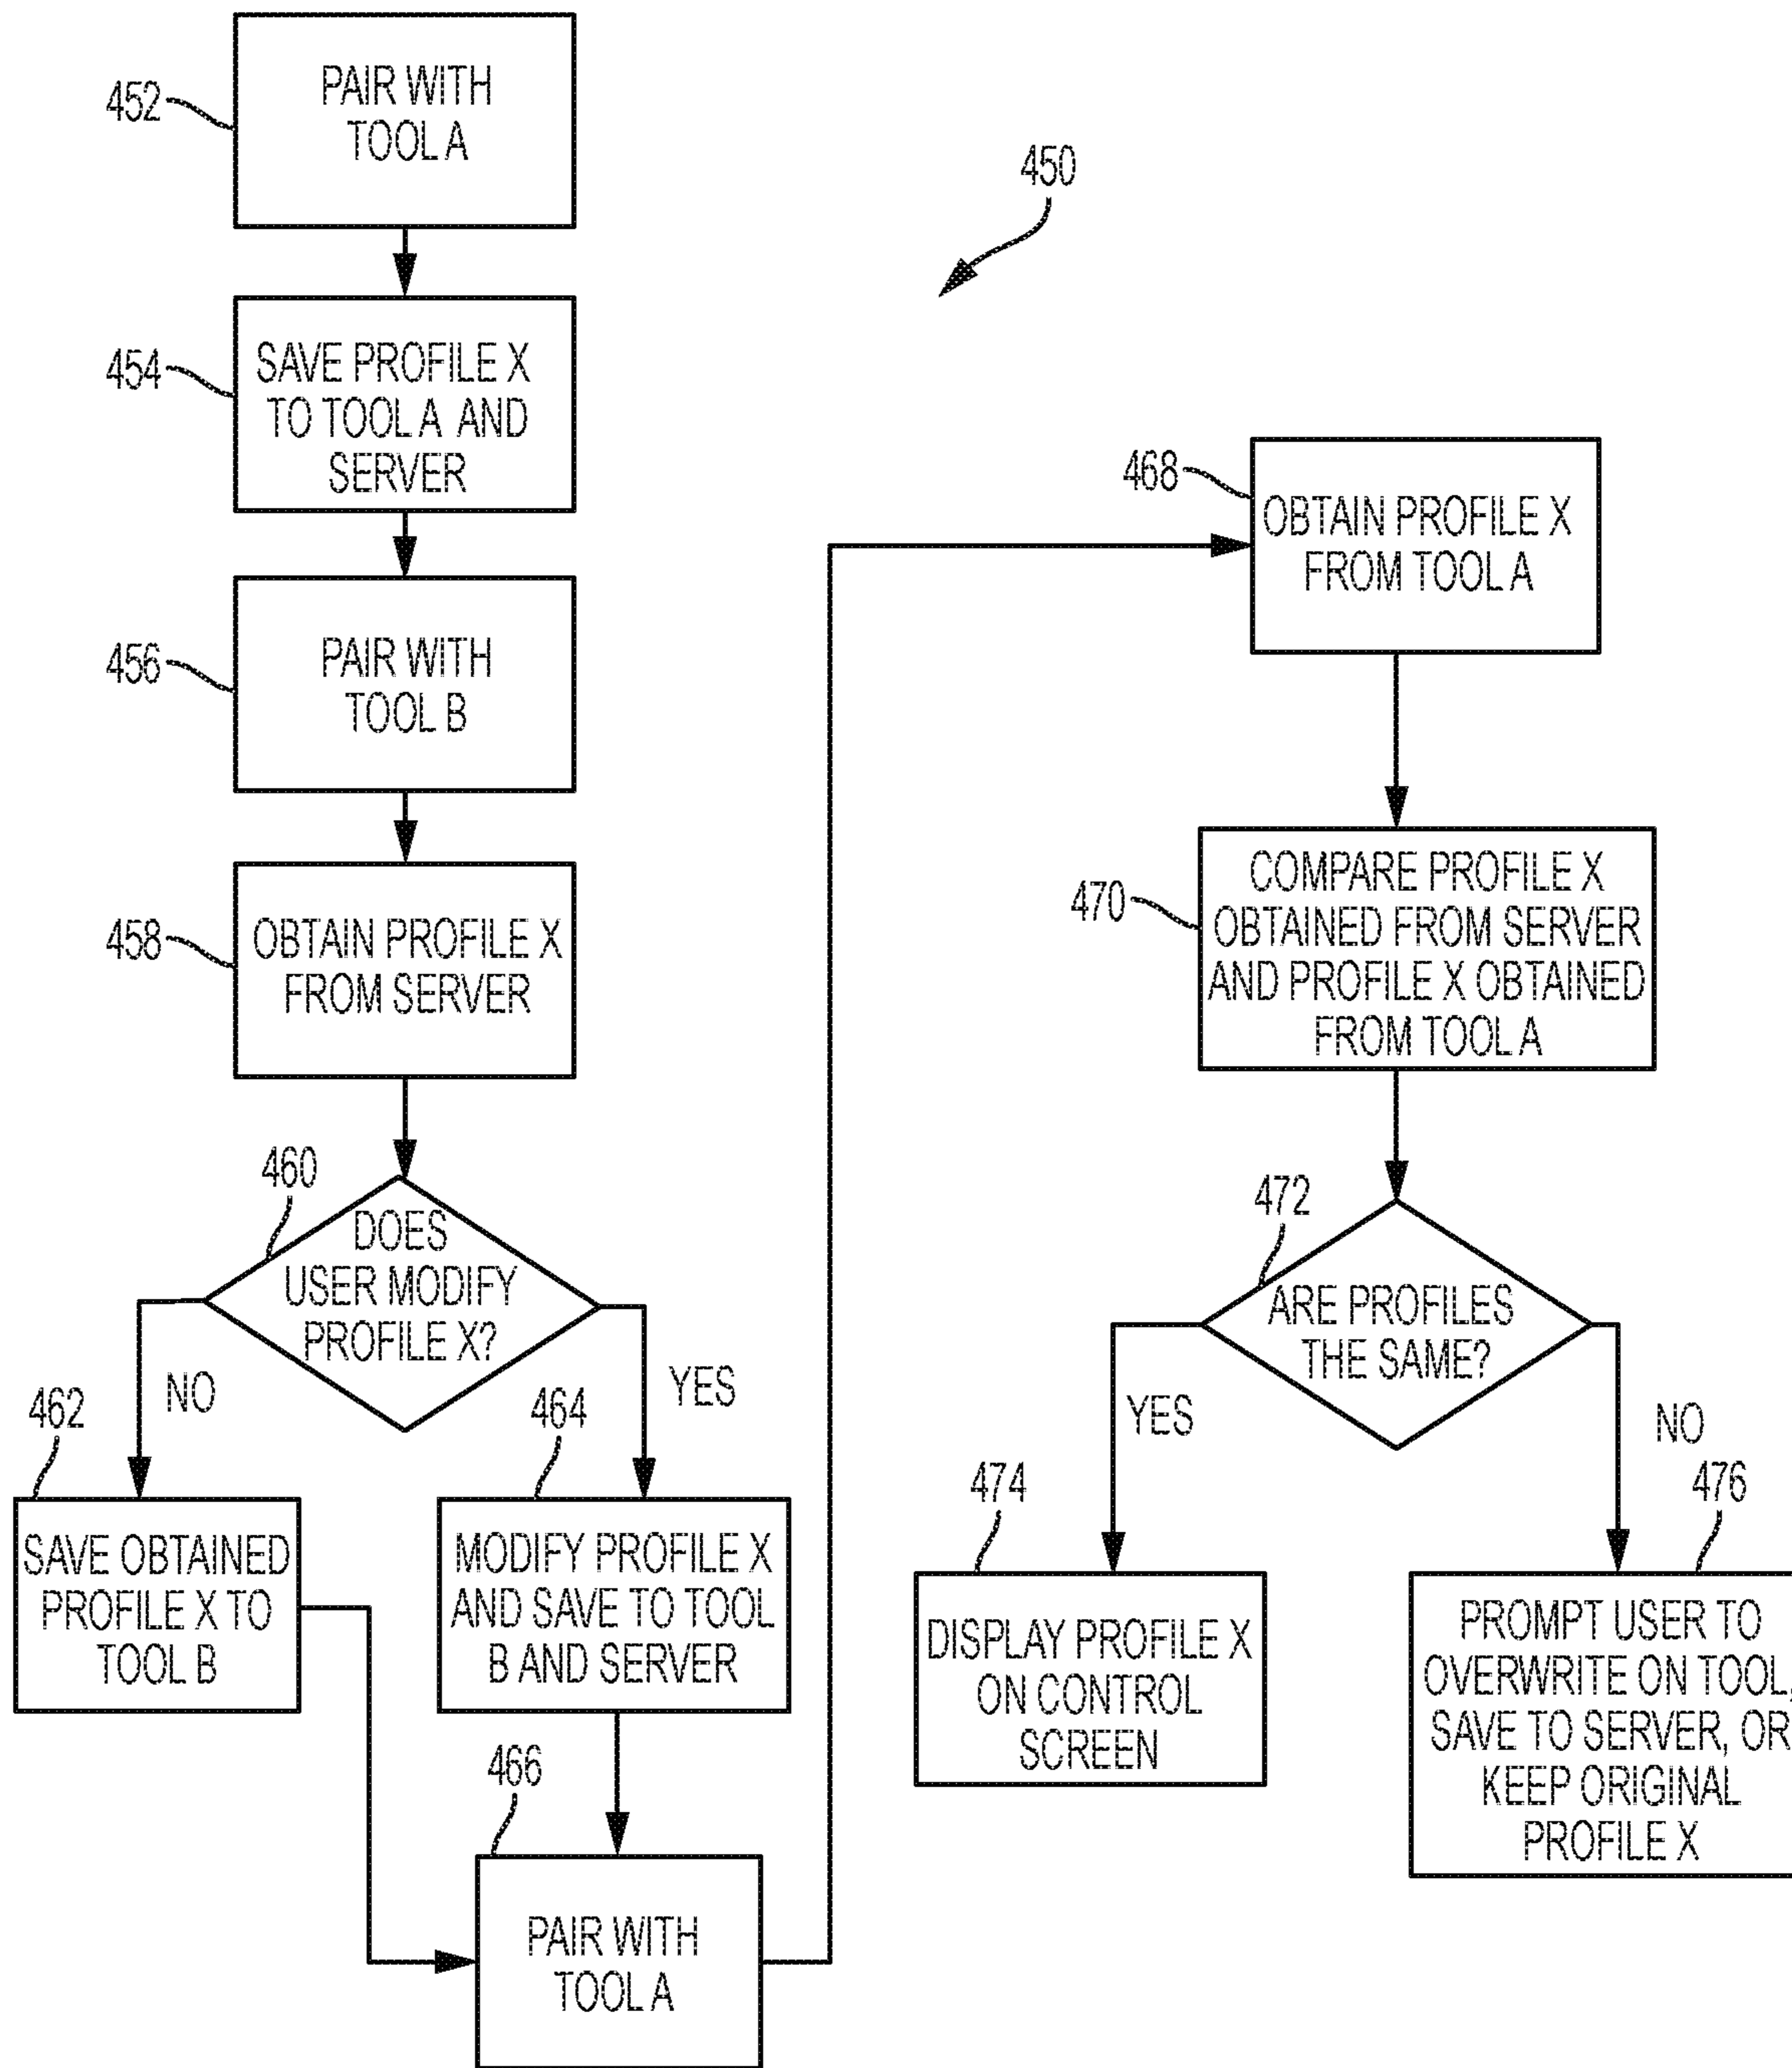 452
PAIR WITH
TOOL A
450
454
SAVE PROFILE X
TO TOOL A AND
SERVER
456
PAIR WITH
TOOL B
458
OBTAIN PROFILE X
FROM SERVER
460
DOES
USER MODIFY
PROFILE X?
NO
YES
462
SAVE OBTAINED
PROFILE X TO
TOOL B
464
MODIFY PROFILE X
AND SAVE TO TOOL
B AND SERVER
466
PAIR WITH
TOOL A
468
OBTAIN PROFILE X
FROM TOOL A
470
COMPARE PROFILE X
OBTAINED FROM SERVER
AND PROFILE X OBTAINED
FROM TOOL A
472
ARE PROFILES
THE SAME?
YES
NO
474
DISPLAY PROFILE X
ON CONTROL
SCREEN
476
PROMPT USER TO
OVERWRITE ON TOOL,
SAVE TO SERVER, OR
KEEP ORIGINAL
PROFILE X